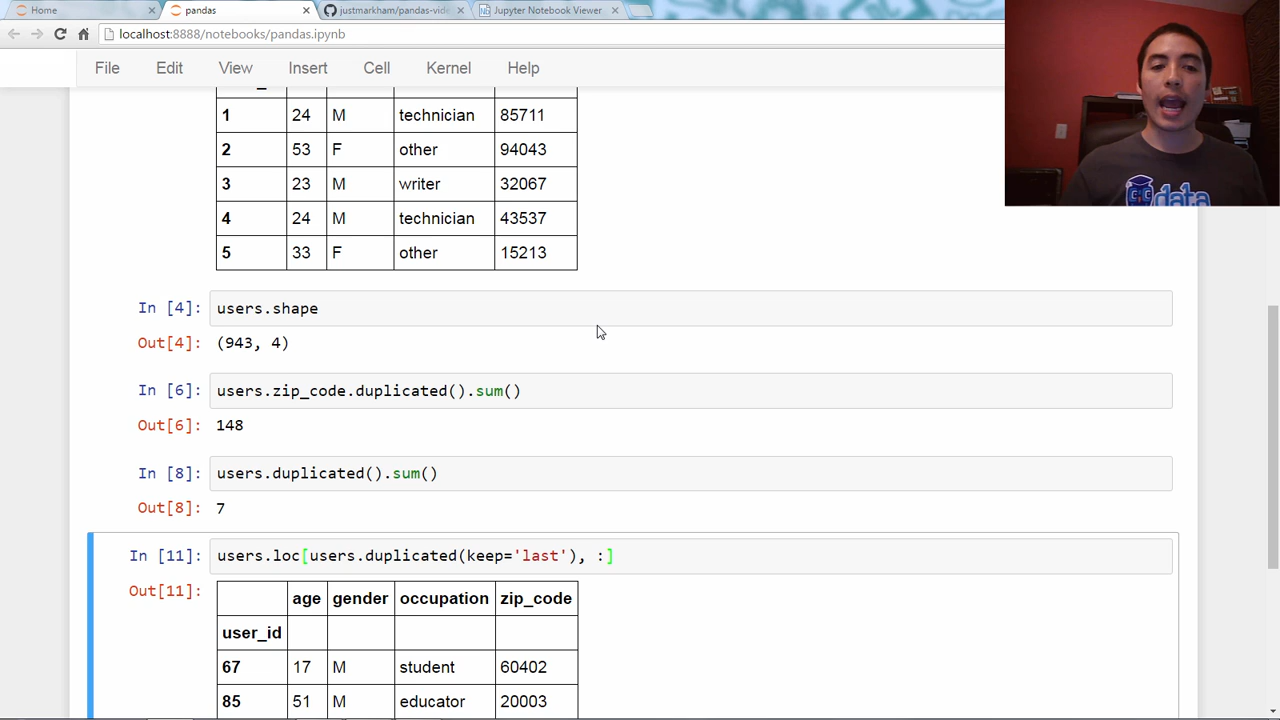 Home
pandas
justmarkham/pandas-vide
Jupyter Notebook Viewer
localhost:8888/notebooks/pandas.ipynb
File Edit View Insert Cell Kernel Help
1 24 M technician 85711
2 53 F other 94043
3 23 M writer 32067
4 24 M technician 43537
5 33 F other 15213
In [4]: users.shape
Out[4]: (943, 4)
In [6]: users.zip_code.duplicated().sum()
Out[6]: 148
In [8]: users.duplicated().sum()
Out[8]: 7
In [11]: users.loc[users.duplicated(keep='last'), :]
Out[11]:
age gender occupation zip_code
user_id
67 17 M student 60402
85 51 M educator 20003
data